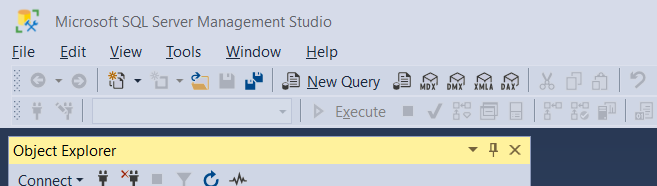 Microsoft SQL Server Management Studio
File Edit View Tools Window Help
New Query MDX DMX XMLA DAX
Execute
Object Explorer
Connect